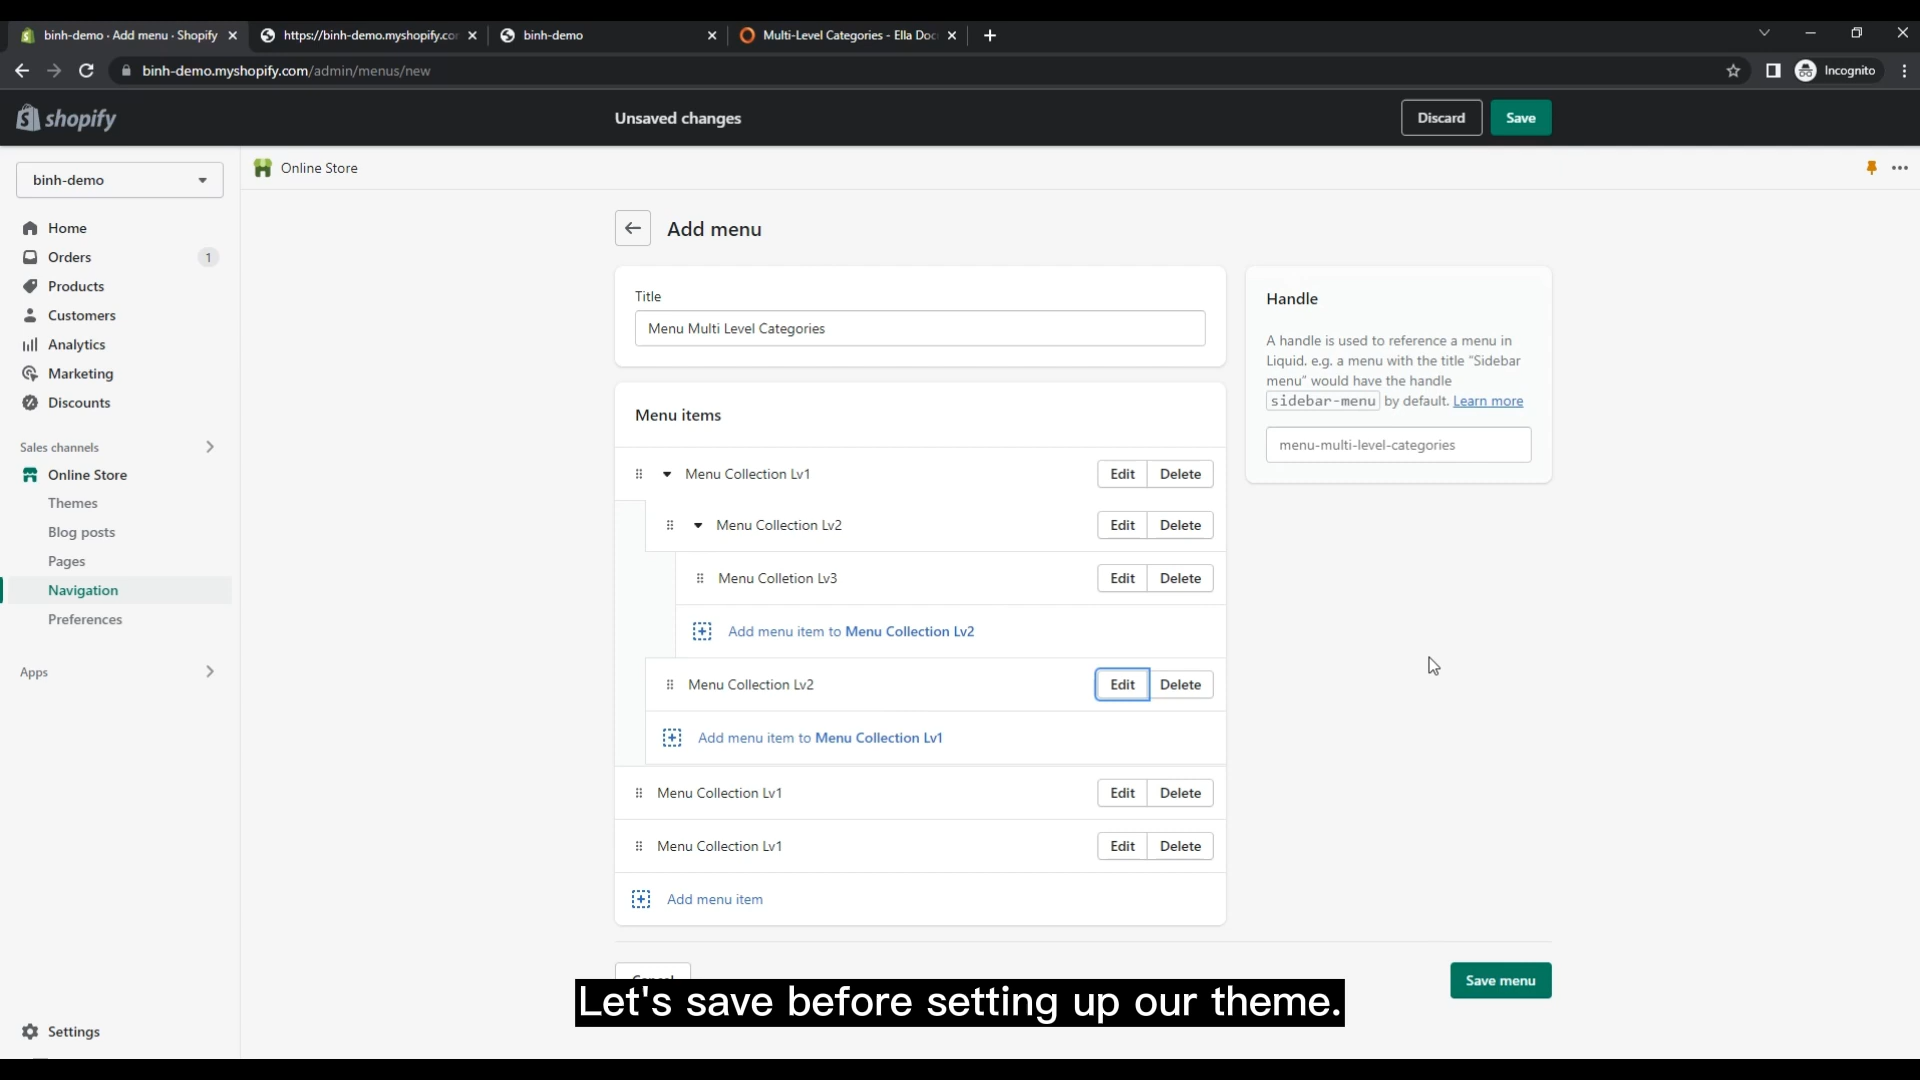 binh-demo · Add menu · Shopify
https://binh-demo.myshopify.cor
binh-demo
Multi-Level Categories - Ella Doc
binh-demo.myshopify.com/admin/menus/new
Incognito
shopify
Unsaved changes
Discard
Save
binh-demo
Online Store
Home
Orders
1
Products
Customers
Analytics
Marketing
Discounts
Sales channels
Online Store
Themes
Blog posts
Pages
Navigation
Preferences
Apps
Settings
Add menu
Title
Menu Multi Level Categories
Menu items
Menu Collection Lv1
Edit
Delete
Menu Collection Lv2
Edit
Delete
Menu Colletion Lv3
Edit
Delete
Add menu item to Menu Collection Lv2
Menu Collection Lv2
Edit
Delete
Add menu item to Menu Collection Lv1
Menu Collection Lv1
Edit
Delete
Menu Collection Lv1
Edit
Delete
Add menu item
Handle
A handle is used to reference a menu in
Liquid. e.g. a menu with the title "Sidebar
menu" would have the handle
sidebar-menu by default. Learn more
menu-multi-level-categories
Save menu
Let's save before setting up our theme.